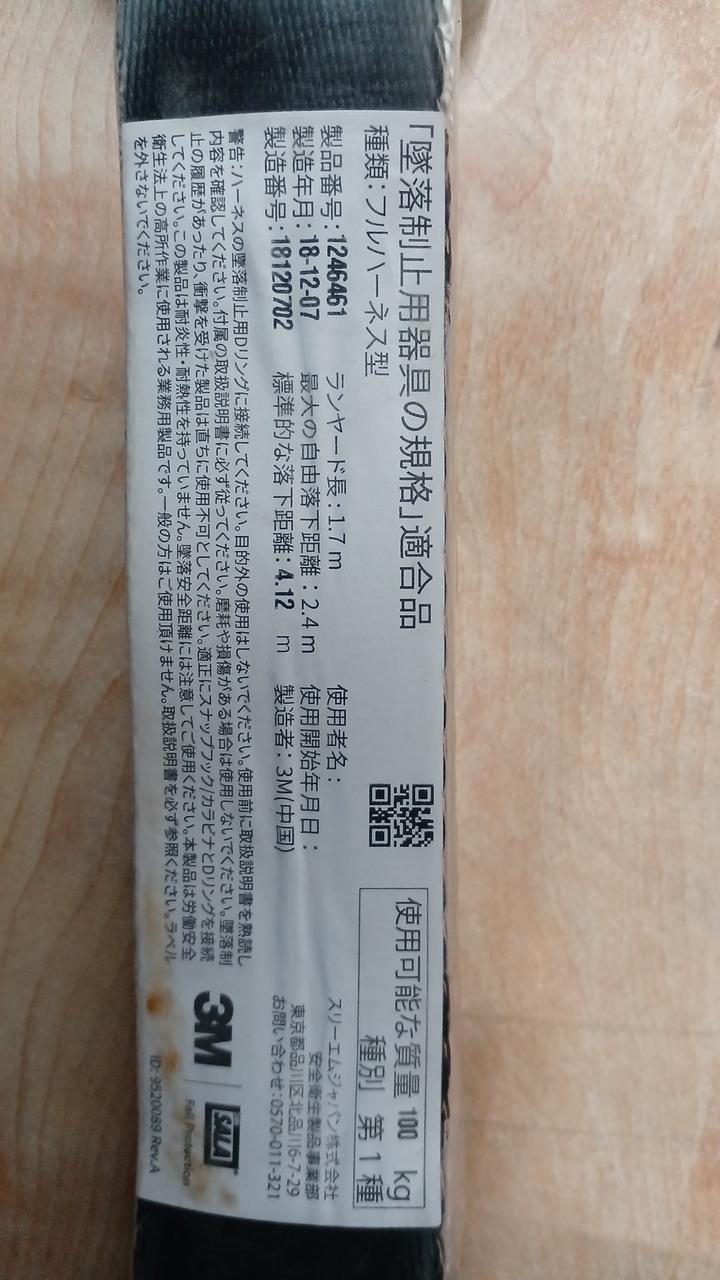 「墜落制止用器具の規格」適合品
種類：フルハーネス型
使用可能な質量 100 kg
種別 第1種
製品番号：1246461
製造年月：18-12-07
製造番号：18120702
ランヤード長：1.7 m
最大の自由落下距離：2.4 m
標準的な落下距離：4.12 m
使用者名：
使用開始年月日：
製造者：3M(中国)
スリーエムジャパン株式会社
安全衛生製品事業部
東京都品川区北品川6-7-29
お問い合わせ：0570-011-321
警告：ハーネスの墜落制止用Dリングに接続してください。目的外の使用はしないでください。使用前に取扱説明書を熟読し
内容を確認してください。付属の取扱説明書に必ず従ってください。磨耗や損傷がある場合は使用しないでください。墜落制
止の履歴があったり、衝撃を受けた製品は直ちに使用不可としてください。適正にスナップフック/カラビナとDリングを接続
してください。この製品は耐炎性・耐熱性を持っていません。墜落安全距離には注意してご使用ください。本製品は労働安全
衛生法上の高所作業に使用される業務用製品です。一般の方はご使用頂けません。取扱説明書を必ず参照ください。ラベル
を外さないでください。
3M
SALA
Fall Protection
ID: 9520089 Rev.A